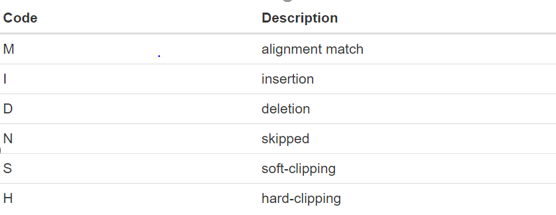 Code Description
M alignment match
I insertion
D deletion
N skipped
S soft-clipping
H hard-clipping